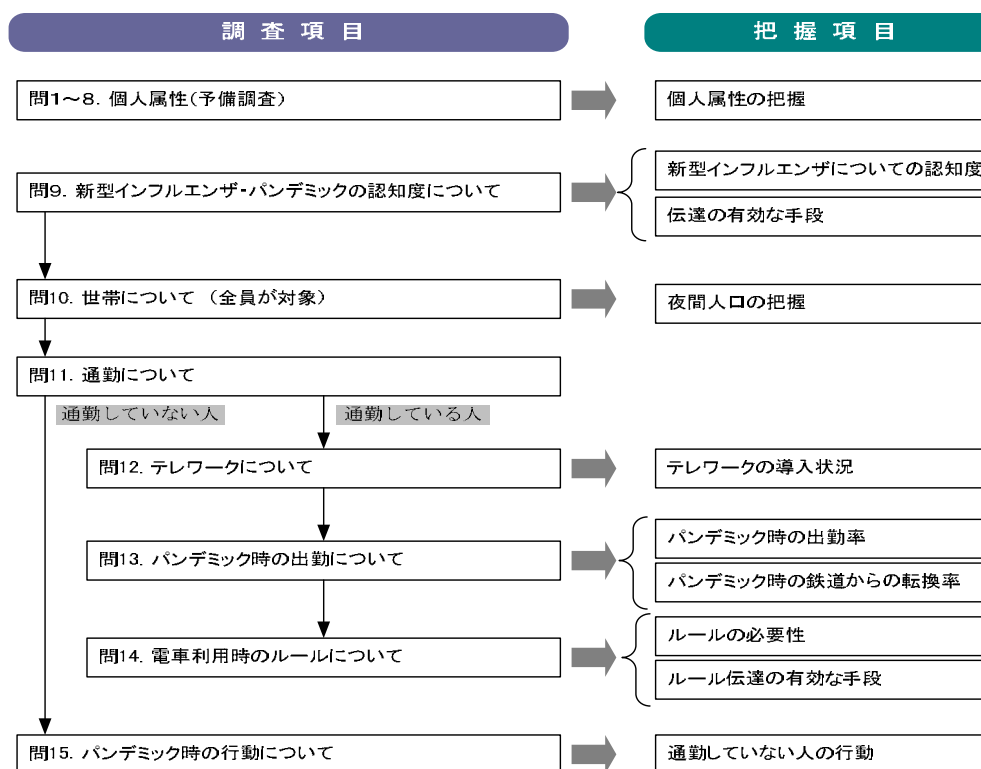 調査項目
把握項目
問1～8. 個人属性(予備調査)
個人属性の把握
問9. 新型インフルエンザ・パンデミックの認知度について
新型インフルエンザについての認知度
伝達の有効な手段
問10. 世帯について （全員が対象）
夜間人口の把握
問11. 通勤について
通勤していない人
通勤している人
問12. テレワークについて
テレワークの導入状況
問13. パンデミック時の出勤について
パンデミック時の出勤率
パンデミック時の鉄道からの転換率
問14. 電車利用時のルールについて
ルールの必要性
ルール伝達の有効な手段
問15. パンデミック時の行動について
通勤していない人の行動